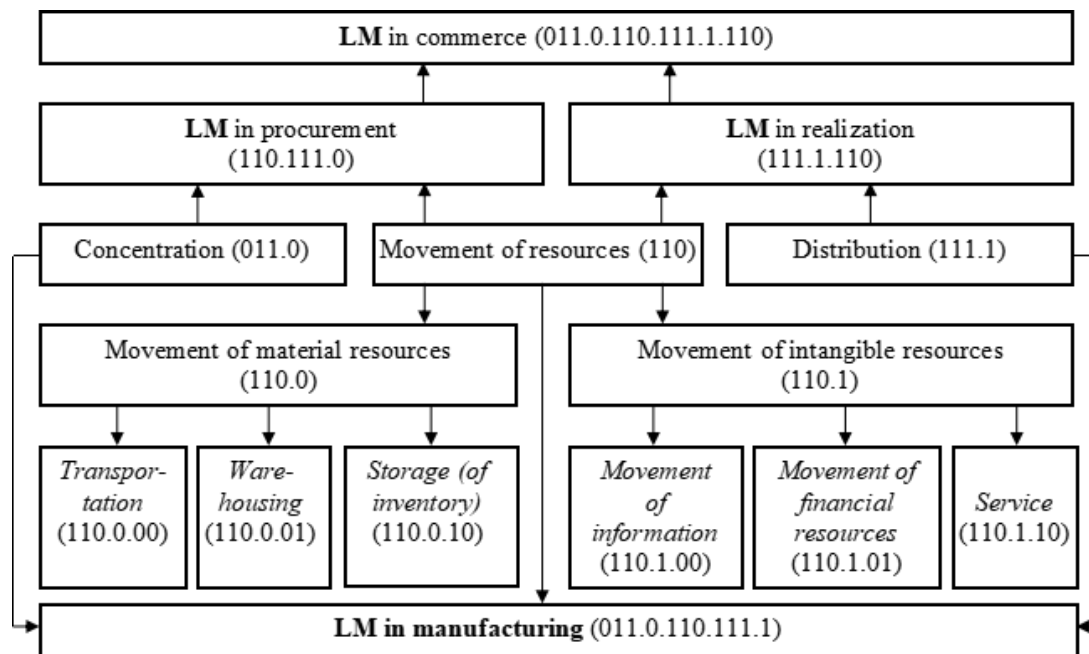 LM in commerce (011.0.110.111.1.110)
LM in procurement
(110.111.0)
LM in realization
(111.1.110)
Concentration (011.0)
Movement of resources (110)
Distribution (111.1)
Movement of material resources
(110.0)
Movement of intangible resources
(110.1)
Transpor-
tation
(110.0.00)
Ware-
housing
(110.0.01)
Storage (of
inventory)
(110.0.10)
Movement
of
information
(110.1.00)
Movement of
financial
resources
(110.1.01)
Service
(110.1.10)
LM in manufacturing (011.0.110.111.1)